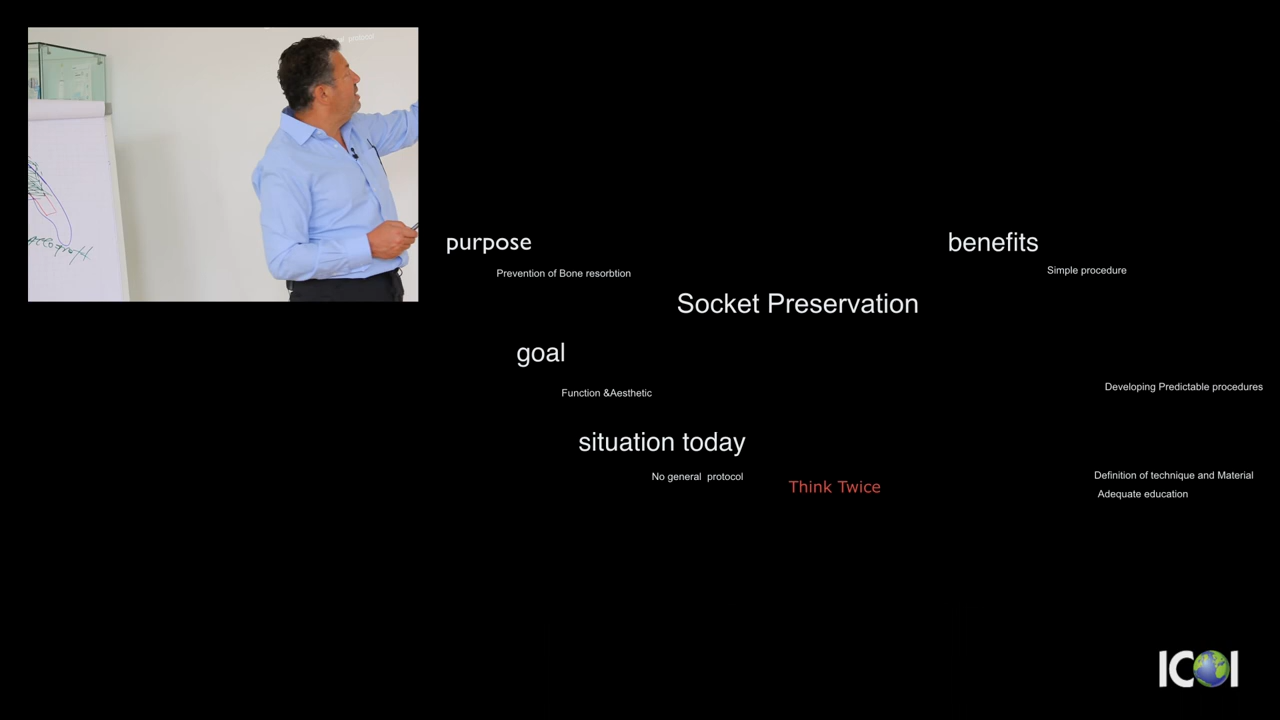 purpose
Prevention of Bone resorbtion
benefits
Simple procedure
Socket Preservation
goal
Function &Aesthetic
Developing Predictable procedures
situation today
No general  protocol
Think Twice
Definition of technique and Material
Adequate education
ICOI